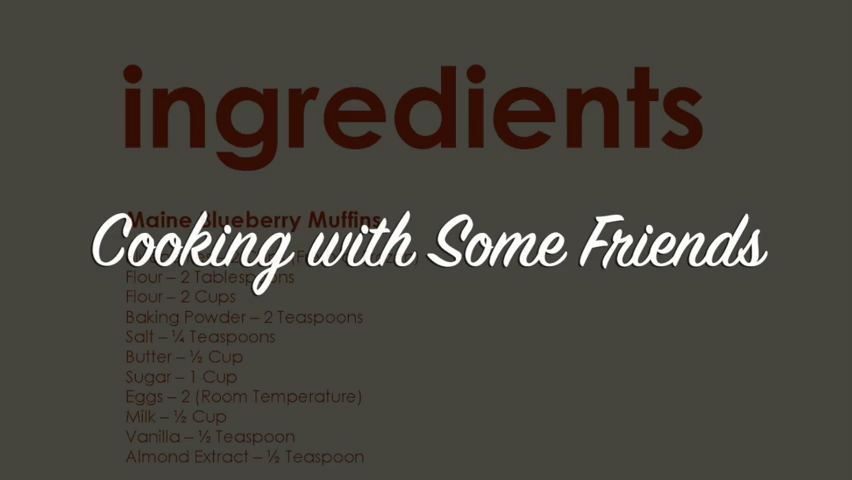 ingredients
Maine Blueberry Muffins
Cooking with Some Friends
Flour – 2 Tablespoons
Flour – 2 Cups
Baking Powder – 2 Teaspoons
Salt – ¼ Teaspoons
Butter – ½ Cup
Sugar – 1 Cup
Eggs – 2 (Room Temperature)
Milk – ½ Cup
Vanilla – ½ Teaspoon
Almond Extract – ½ Teaspoon